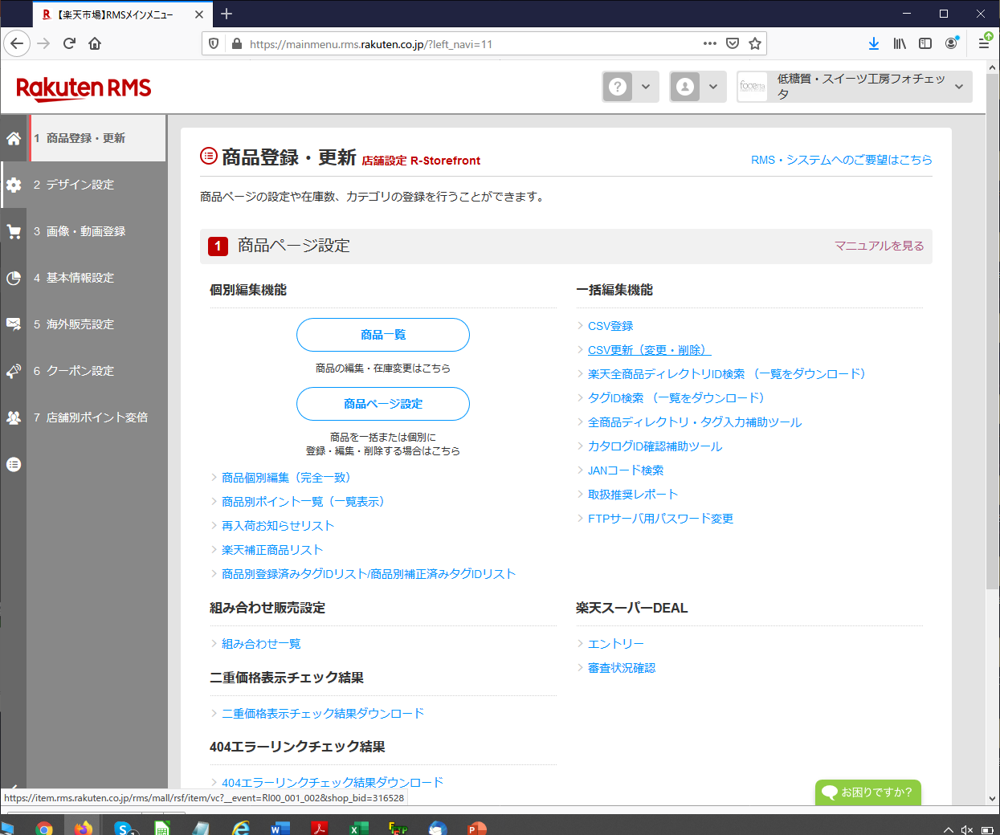 【楽天市場】RMSメインメニュー
https://mainmenu.rms.rakuten.co.jp/?left_navi=11
Rakuten RMS
focetta
低糖質・スイーツ工房フォチェッタ
1 商品登録・更新
2 デザイン設定
3 画像・動画登録
4 基本情報設定
5 海外販売設定
6 クーポン設定
7 店舗別ポイント変倍
商品登録・更新 店舗設定 R-Storefront
RMS・システムへのご要望はこちら
商品ページの設定や在庫数、カテゴリの登録を行うことができます。
1 商品ページ設定
マニュアルを見る
個別編集機能
商品一覧
商品の編集・在庫変更はこちら
商品ページ設定
商品を一括または個別に
登録・編集・削除する場合はこちら
商品個別編集（完全一致）
商品別ポイント一覧（一覧表示）
再入荷お知らせリスト
楽天補正商品リスト
商品別登録済みタグIDリスト/商品別補正済みタグIDリスト
一括編集機能
CSV登録
CSV更新（変更・削除）
楽天全商品ディレクトリID検索 （一覧をダウンロード）
タグID検索 （一覧をダウンロード）
全商品ディレクトリ・タグ入力補助ツール
カタログID確認補助ツール
JANコード検索
取扱推奨レポート
FTPサーバ用パスワード変更
組み合わせ販売設定
組み合わせ一覧
楽天スーパーDEAL
エントリー
審査状況確認
二重価格表示チェック結果
二重価格表示チェック結果ダウンロード
404エラーリンクチェック結果
404エラーリンクチェック結果ダウンロード
お困りですか?
https://item.rms.rakuten.co.jp/rms/mall/rsf/item/vc?__event=RI00_001_002&shop_bid=316528